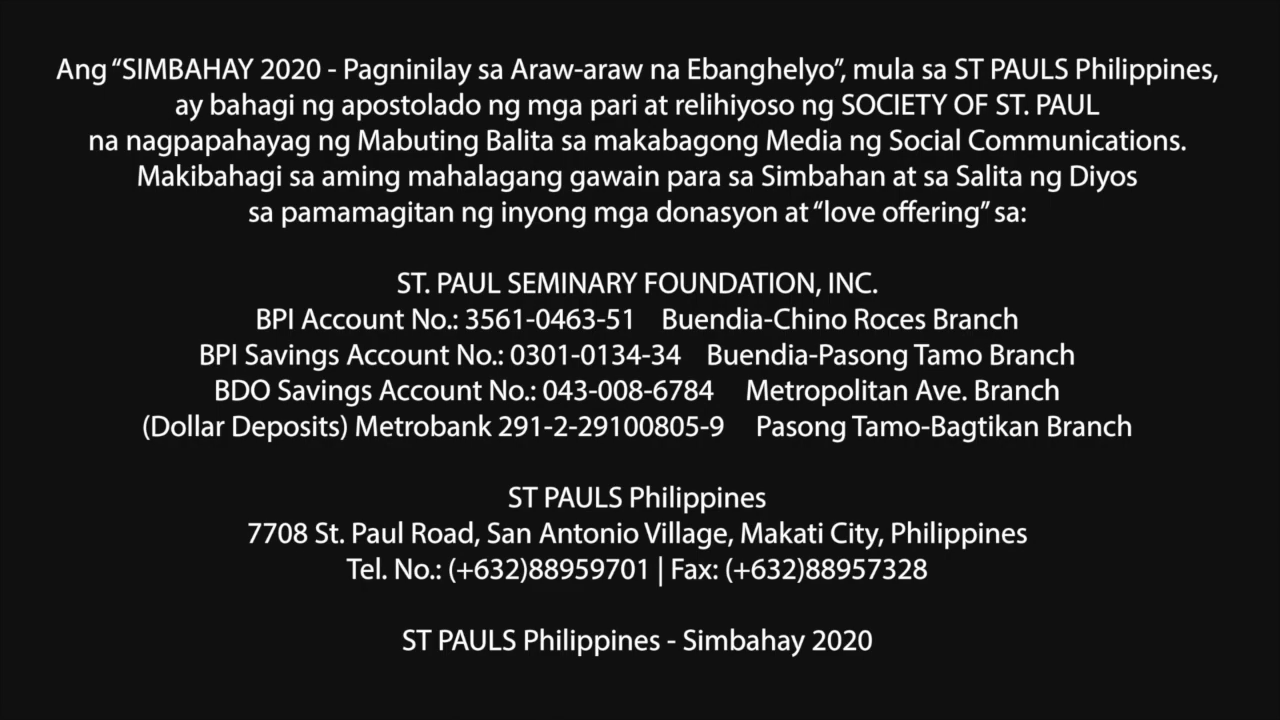 Ang “SIMBAHAY 2020 - Pagninilay sa Araw-araw na Ebanghelyo”, mula sa ST PAULS Philippines,
ay bahagi ng apostolado ng mga pari at relihiyoso ng SOCIETY OF ST. PAUL
na nagpapahayag ng Mabuting Balita sa makabagong Media ng Social Communications.
Makibahagi sa aming mahalagang gawain para sa Simbahan at sa Salita ng Diyos
sa pamamagitan ng inyong mga donasyon at “love offering” sa:
ST. PAUL SEMINARY FOUNDATION, INC.
BPI Account No.: 3561-0463-51 Buendia-Chino Roces Branch
BPI Savings Account No.: 0301-0134-34 Buendia-Pasong Tamo Branch
BDO Savings Account No.: 043-008-6784 Metropolitan Ave. Branch
(Dollar Deposits) Metrobank 291-2-29100805-9 Pasong Tamo-Bagtikan Branch
ST PAULS Philippines
7708 St. Paul Road, San Antonio Village, Makati City, Philippines
Tel. No.: (+632)88959701 | Fax: (+632)88957328
ST PAULS Philippines - Simbahay 2020